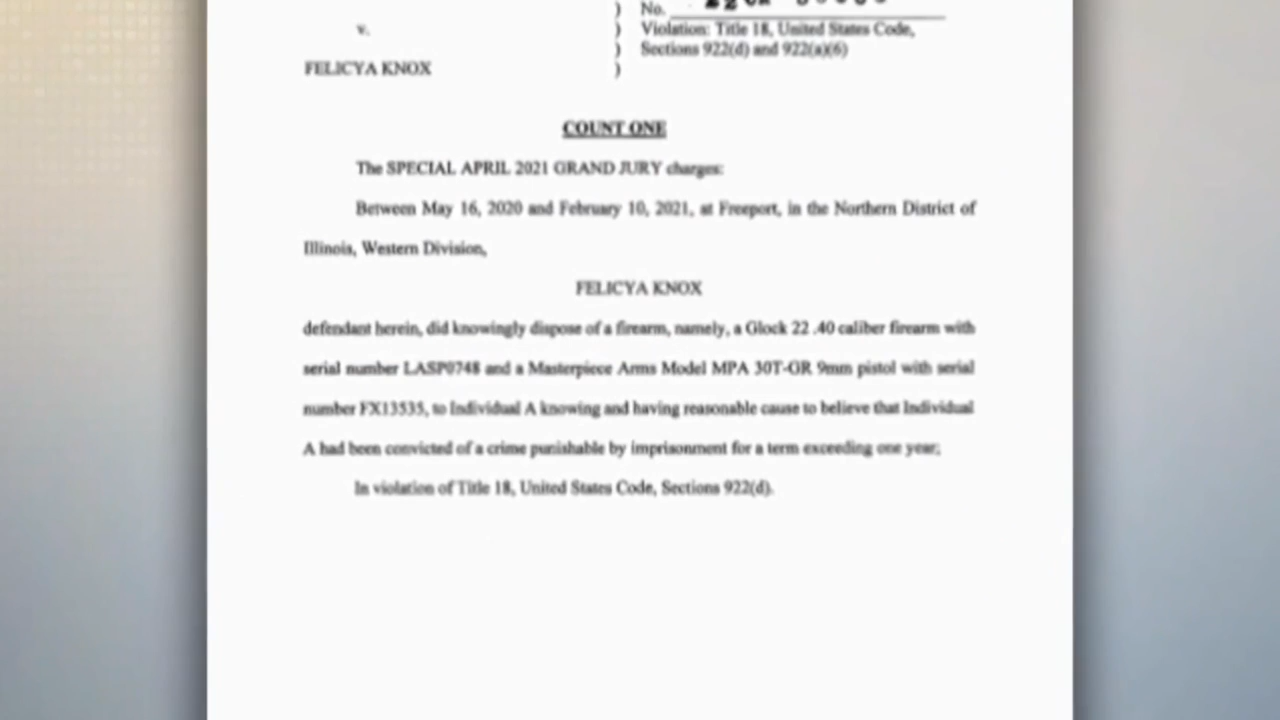 ) No.
v. ) Violation: Title 18, United States Code,
) Sections 922(d) and 922(a)(6)
FELICYA KNOX )
COUNT ONE
The SPECIAL APRIL 2021 GRAND JURY charges:
Between May 16, 2020 and February 10, 2021, at Freeport, in the Northern District of
Illinois, Western Division,
FELICYA KNOX
defendant herein, did knowingly dispose of a firearm, namely, a Glock 22 .40 caliber firearm with
serial number LASP0748 and a Masterpiece Arms Model MPA 30T-GR 9mm pistol with serial
number FX13535, to Individual A knowing and having reasonable cause to believe that Individual
A had been convicted of a crime punishable by imprisonment for a term exceeding one year;
In violation of Title 18, United States Code, Sections 922(d).